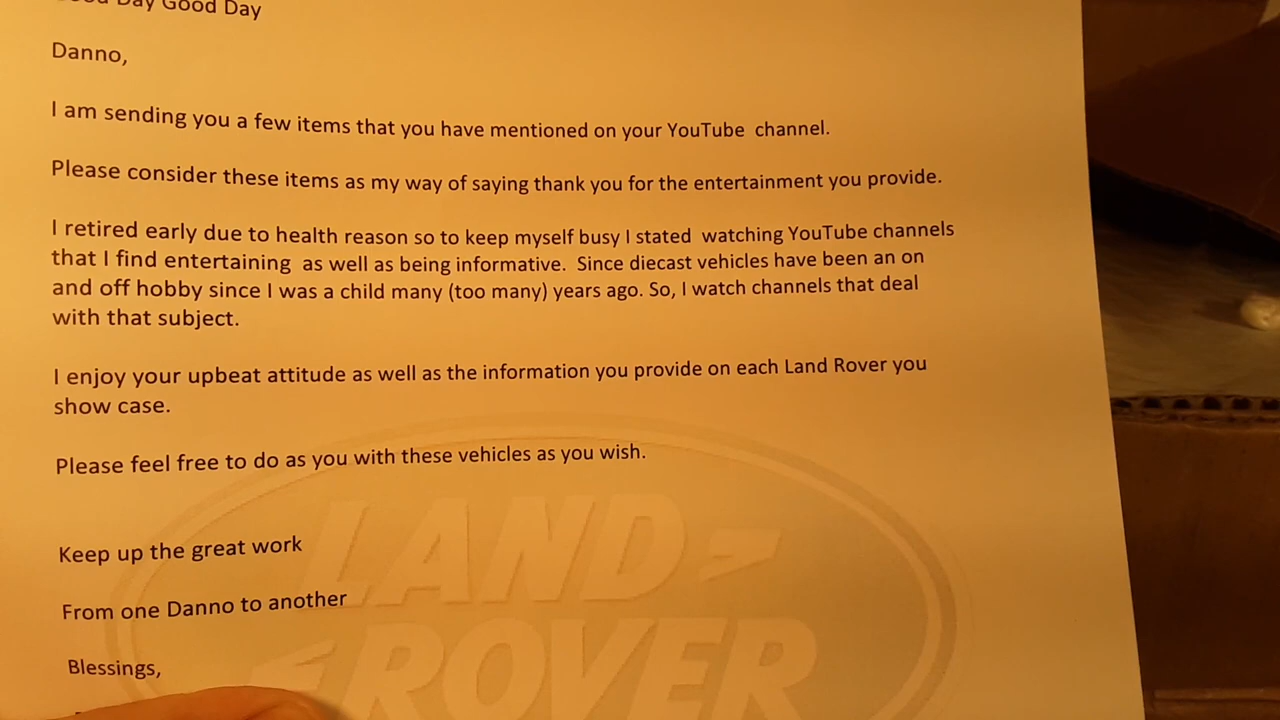 Good Day Good Day
Danno,
I am sending you a few items that you have mentioned on your YouTube channel.
Please consider these items as my way of saying thank you for the entertainment you provide.
I retired early due to health reason so to keep myself busy I stated watching YouTube channels
that I find entertaining as well as being informative. Since diecast vehicles have been an on
and off hobby since I was a child many (too many) years ago. So, I watch channels that deal
with that subject.
I enjoy your upbeat attitude as well as the information you provide on each Land Rover you
show case.
Please feel free to do as you with these vehicles as you wish.
Keep up the great work
From one Danno to another
Blessings,
LAND
ROVER